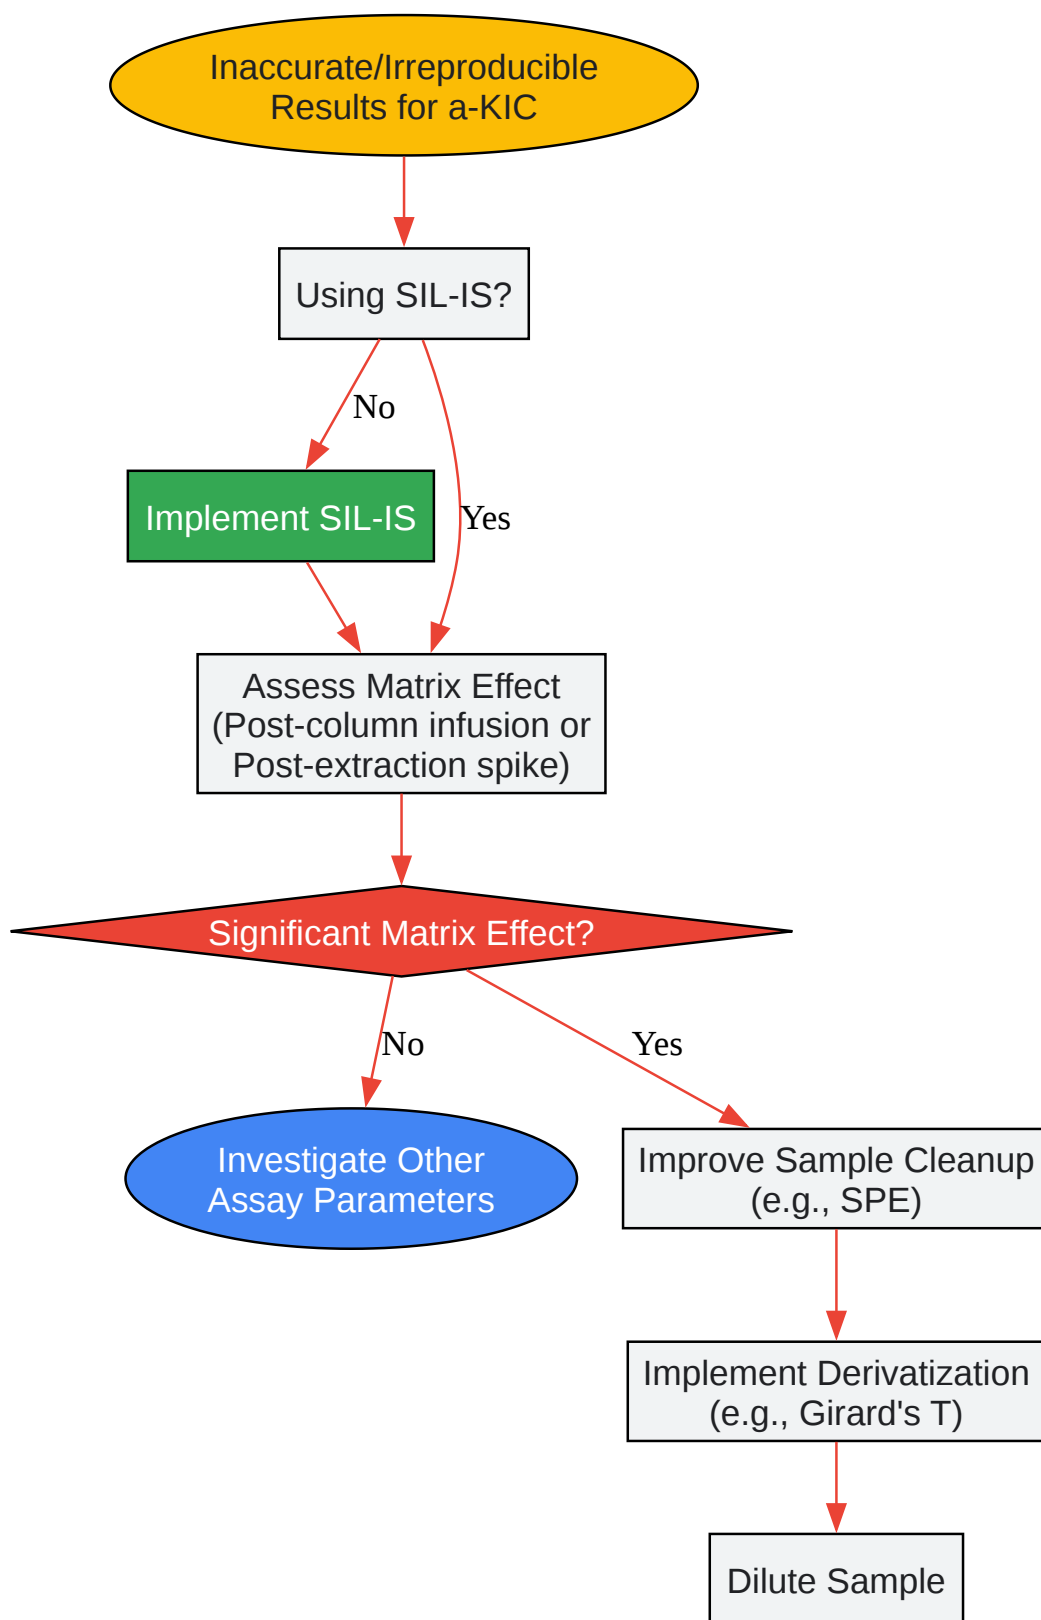 Inaccurate/Irreproducible
Results for a-KIC
Using SIL-IS?
No
Implement SIL-IS
Yes
Assess Matrix Effect
(Post-column infusion or
Post-extraction spike)
Significant Matrix Effect?
No
Yes
Investigate Other
Assay Parameters
Improve Sample Cleanup
(e.g., SPE)
Implement Derivatization
(e.g., Girard's T)
Dilute Sample